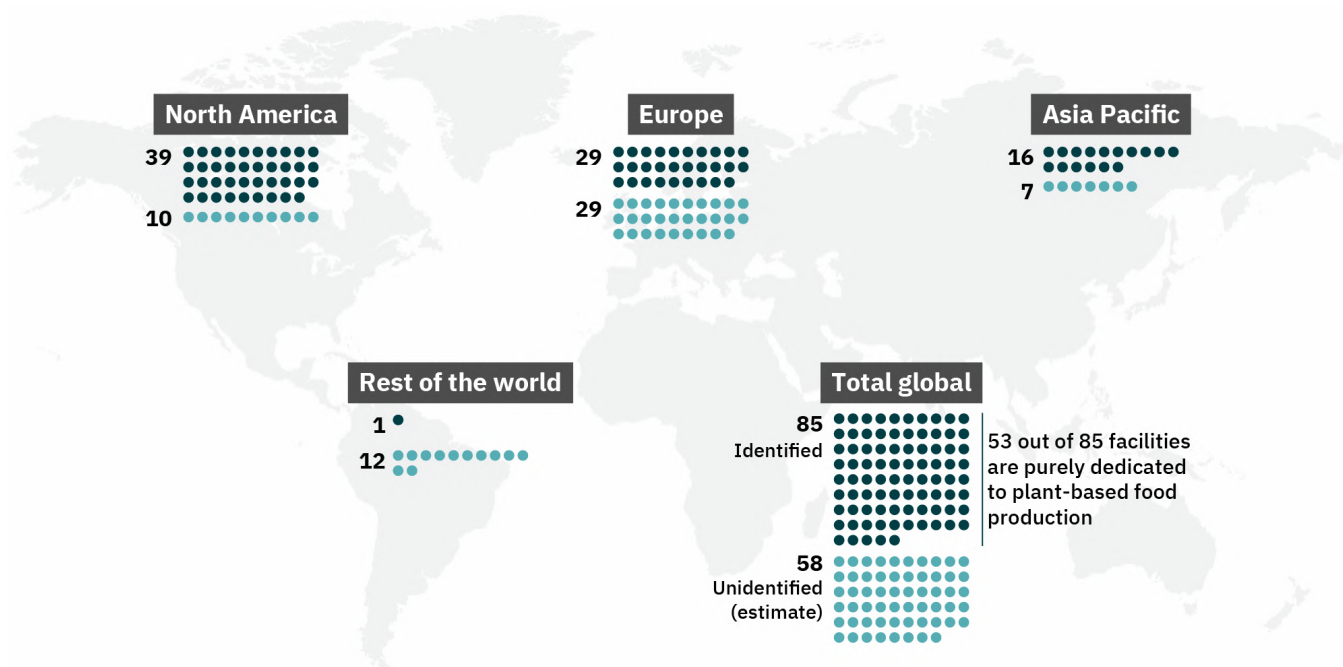 North America
39
10
Europe
29
29
Asia Pacific
16
7
Rest of the world
1
12
Total global
85
Identified
53 out of 85 facilities
are purely dedicated
to plant-based food
production
58
Unidentified
(estimate)